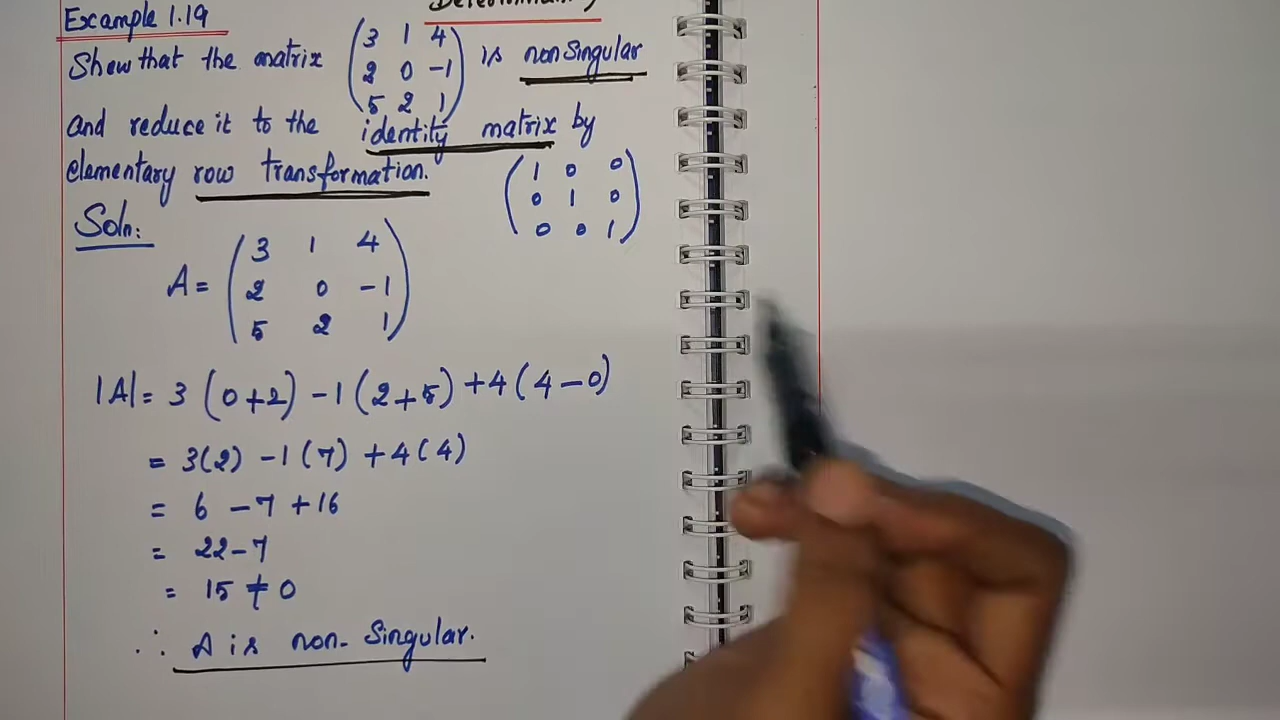 Example 1.19
Show that the matrix (3 1 4
2 0 -1
5 2 1) is non Singular
and reduce it to the identity matrix by
elementary row transformation.
(1 0 0
0 1 0
0 0 1)
Soln:
A = (3 1 4
2 0 -1
5 2 1)
|A| = 3 (0+2) -1 (2+5) +4 (4-0)
= 3(2) -1(7) +4(4)
= 6 -7 +16
= 22-7
= 15 ≠ 0
∴ A is non-Singular.